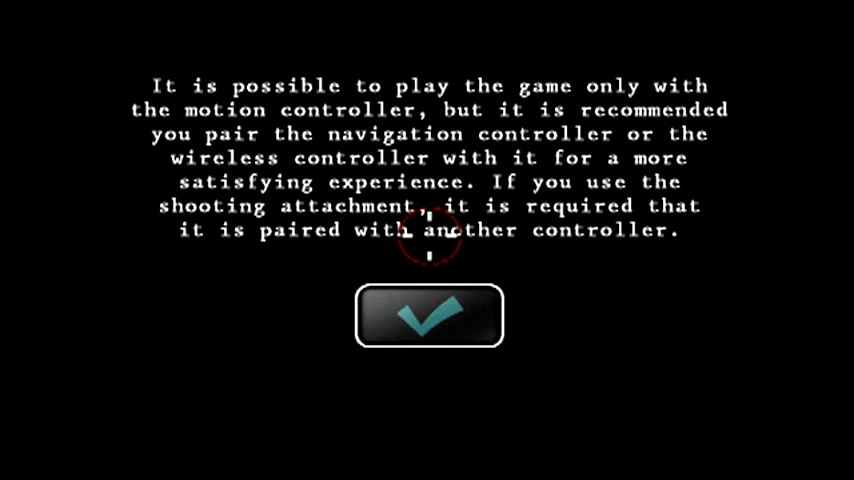 It is possible to play the game only with
the motion controller, but it is recommended
you pair the navigation controller or the
wireless controller with it for a more
satisfying experience. If you use the
shooting attachment, it is required that
it is paired with another controller.